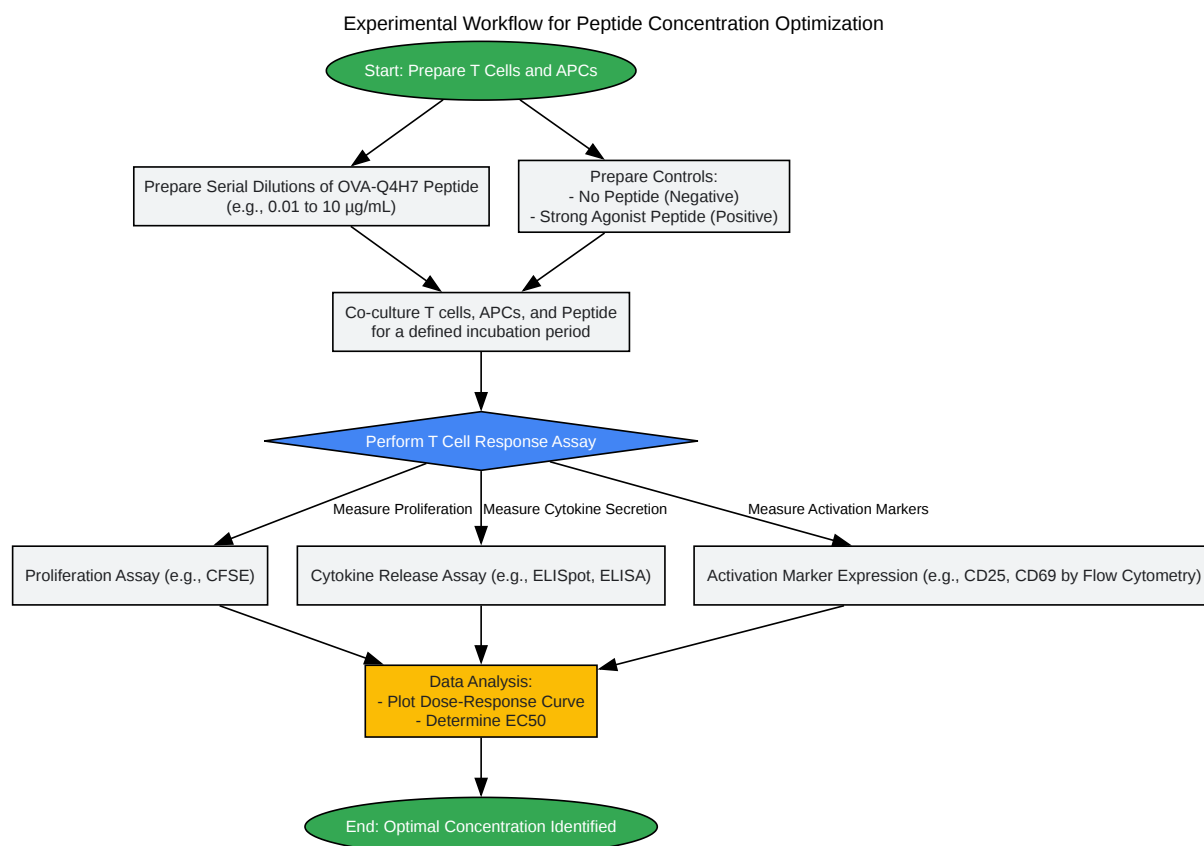 Experimental Workflow for Peptide Concentration Optimization
Start: Prepare T Cells and APCs
Prepare Serial Dilutions of OVA-Q4H7 Peptide
(e.g., 0.01 to 10 µg/mL)
Prepare Controls:
- No Peptide (Negative)
- Strong Agonist Peptide (Positive)
Co-culture T cells, APCs, and Peptide
for a defined incubation period
Perform T Cell Response Assay
Measure Proliferation
Measure Cytokine Secretion
Measure Activation Markers
Proliferation Assay (e.g., CFSE)
Cytokine Release Assay (e.g., ELISpot, ELISA)
Activation Marker Expression (e.g., CD25, CD69 by Flow Cytometry)
Data Analysis:
- Plot Dose-Response Curve
- Determine EC50
End: Optimal Concentration Identified